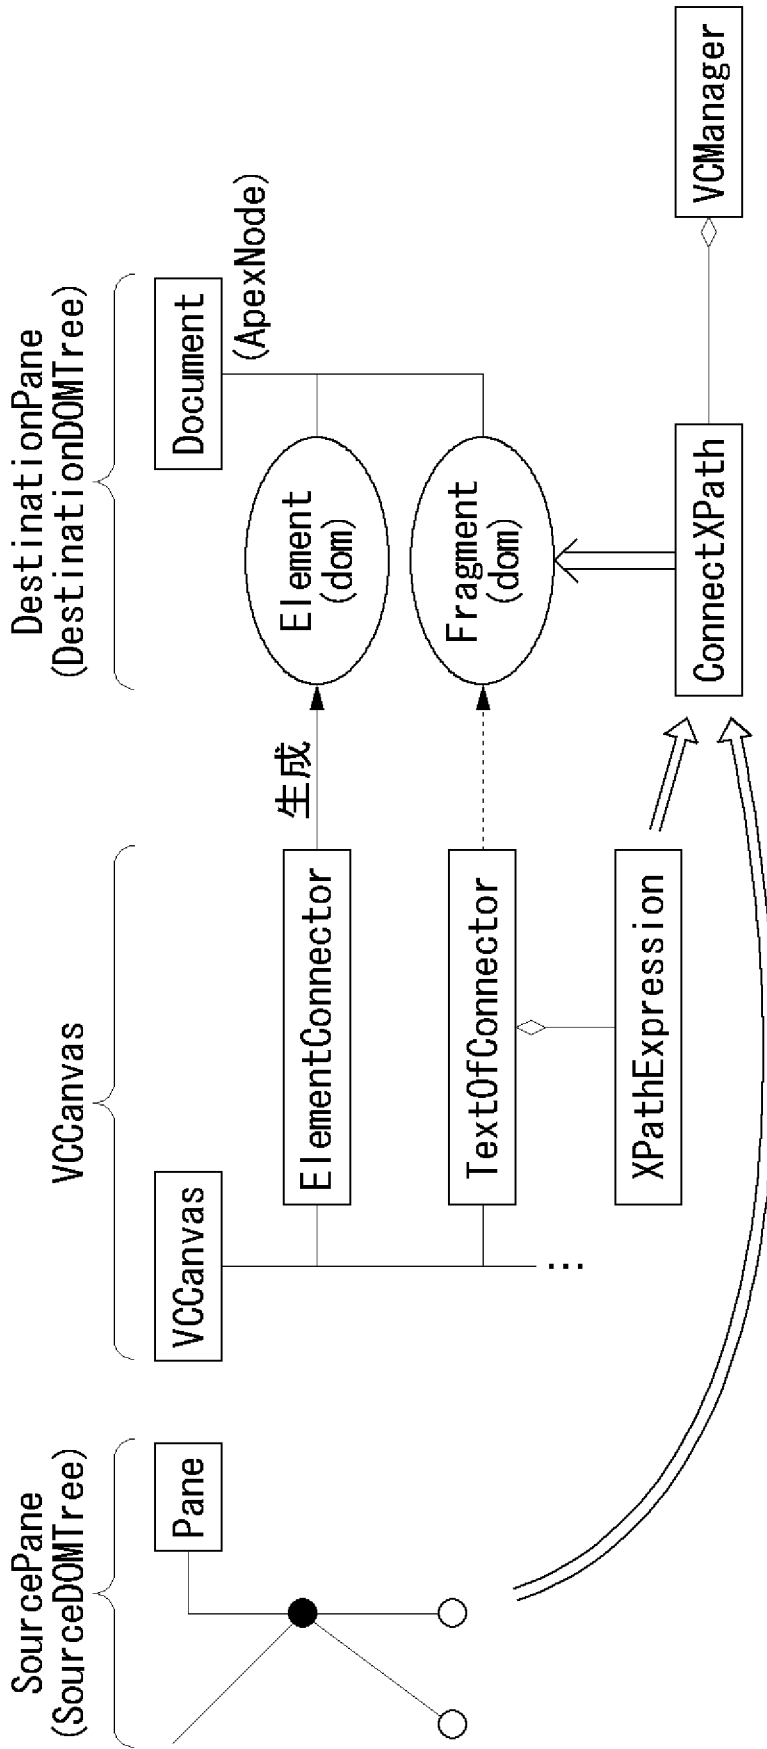 SourcePane
(SourceDOMTree)
VCCanvas
DestinationPane
(DestinationDOMTree)
Pane
VCCanvas
Document
(ApexNode)
ElementConnector
生成
Element
(dom)
TextOfConnector
Fragment
(dom)
...
XPathExpression
ConnectXPath
VCManager